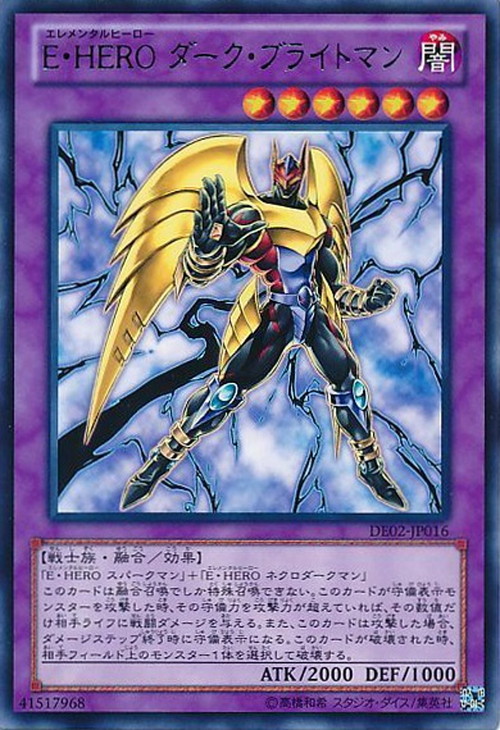 エレメンタルヒーロー
E・HERO ダーク・ブライトマン
やみ
闇
DE02-JP016
【戦士族・融合／効果】
「E・HERO スパークマン」＋「E・HERO ネクロダークマン」
このカードは融合召喚でしか特殊召喚できない。このカードが守備表示モ
ンスターを攻撃した時、その守備力を攻撃力が超えていれば、その数値だ
け相手ライフに戦闘ダメージを与える。また、このカードは攻撃した場合、
ダメージステップ終了時に守備表示になる。このカードが破壊された時、
相手フィールド上のモンスター1体を選択して破壊する。
ATK/2000 DEF/1000
41517968
©高橋和希 スタジオ・ダイス/集英社